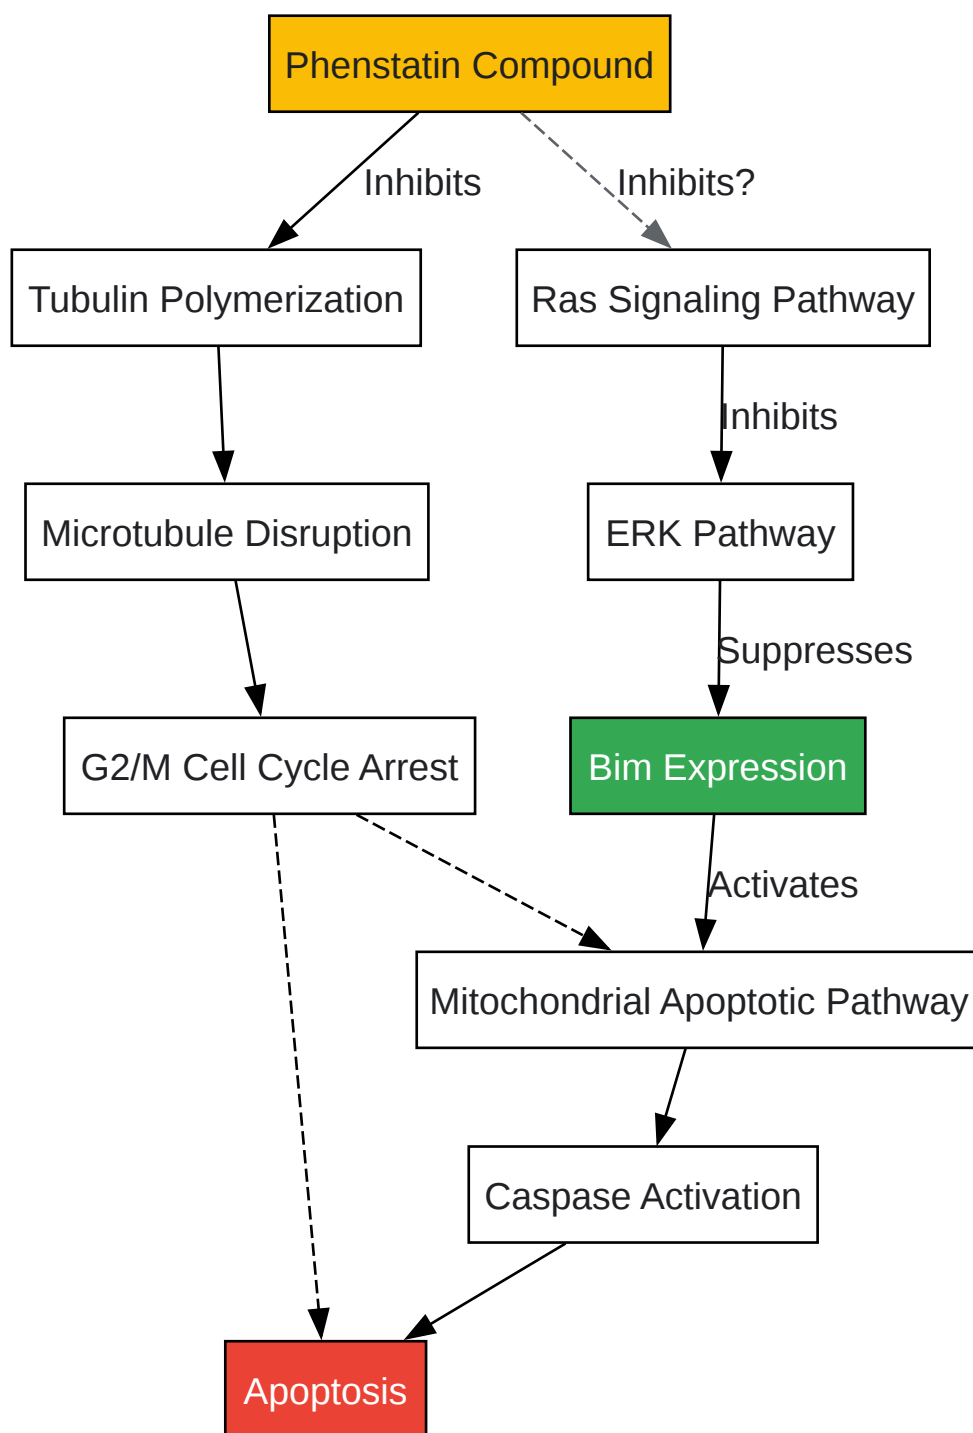 Phenstatin Compound
Inhibits
Inhibits?
Tubulin Polymerization
Ras Signaling Pathway
Inhibits
Microtubule Disruption
ERK Pathway
Suppresses
G2/M Cell Cycle Arrest
Bim Expression
Activates
Mitochondrial Apoptotic Pathway
Caspase Activation
Apoptosis